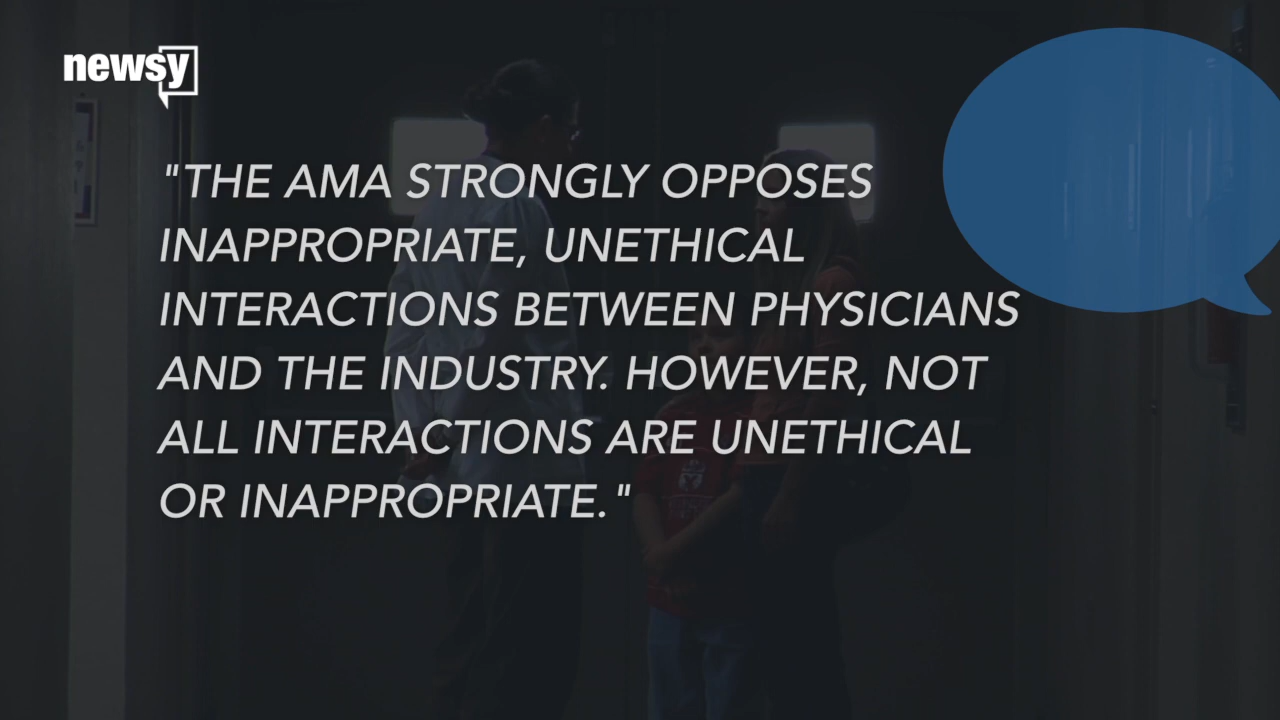 newsy
"THE AMA STRONGLY OPPOSES
INAPPROPRIATE, UNETHICAL
INTERACTIONS BETWEEN PHYSICIANS
AND THE INDUSTRY. HOWEVER, NOT
ALL INTERACTIONS ARE UNETHICAL
OR INAPPROPRIATE."